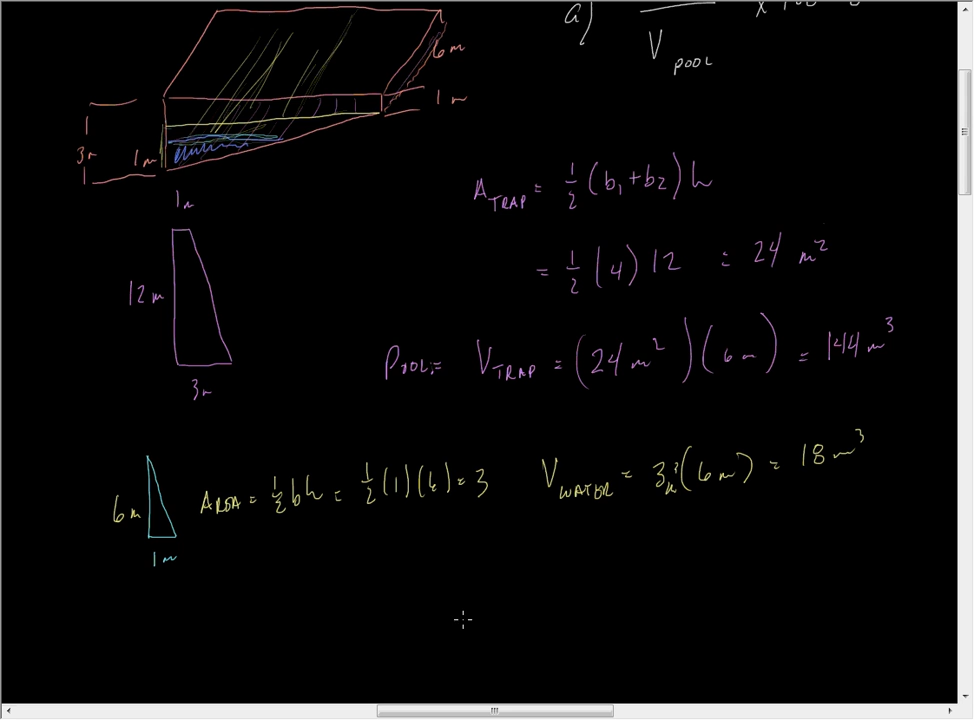 a) ——— x 100
V POOL
6m
1m
3m 1m
1m
12m
3m
A TRAP = 1/2 (b1 + b2) h
= 1/2 (4) 12 = 24 m²
POOL = V TRAP = (24 m²)(6m) = 144 m³
6m
1m
AREA = 1/2 bh = 1/2 (1)(6) = 3
V WATER = 3 (6m) = 18 m³